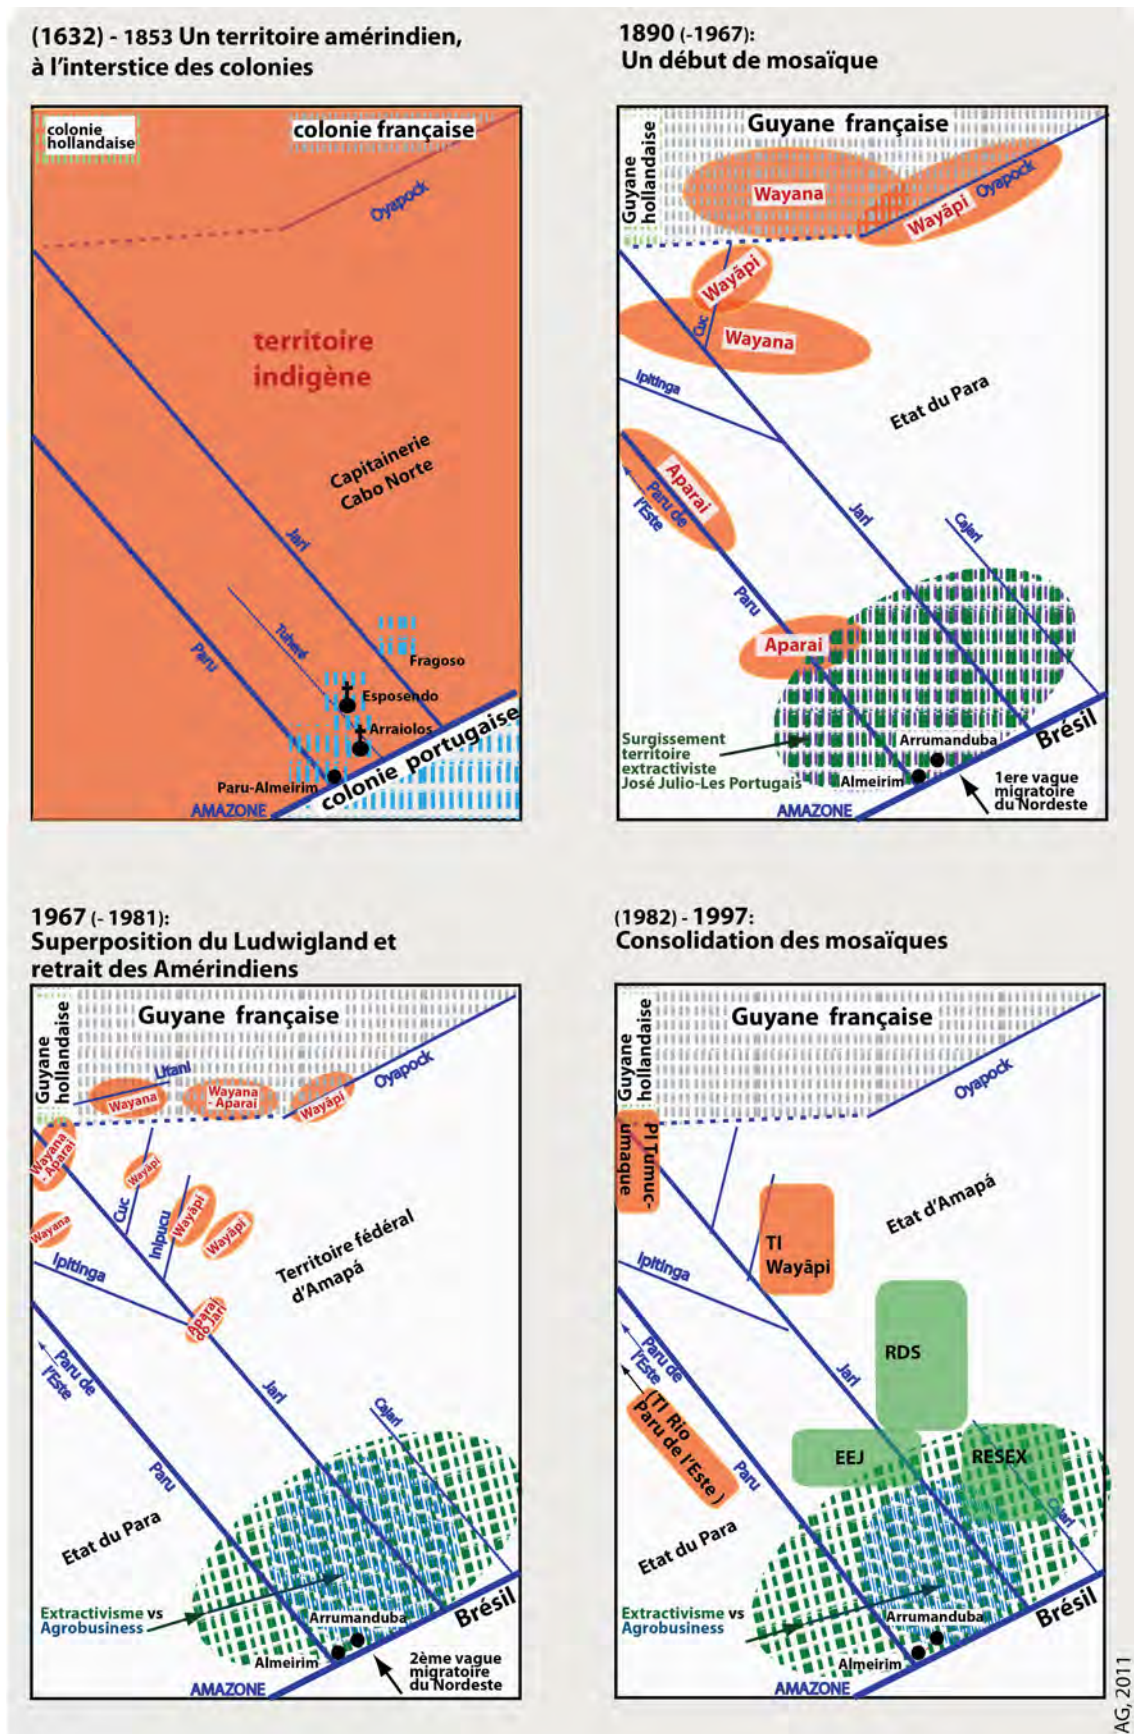 (1632) - 1853 Un territoire amérindien,
à l'interstice des colonies
colonie
hollandaise
colonie française
Oyapock
territoire
indigène
Capitainerie
Cabo Norte
Jari
Tuheré
Paru
Fragoso
Esposendo
Arraiolos
Paru-Almeirim
colonie portugaise
AMAZONE
1890 (-1967):
Un début de mosaïque
Guyane
hollandaise
Guyane française
Wayana
Wayãpi
Oyapock
Wayãpi
Cuc
Wayana
Ipitinga
Etat du Para
Aparai
Paru de
l'Este
Jari
Cajari
Paru
Aparai
Surgissement
territoire
extractiviste
José Julio-Les Portugais
Arrumanduba
Almeirim
Brésil
1ere vague
migratoire
du Nordeste
AMAZONE
1967 (- 1981):
Superposition du Ludwigland et
retrait des Amérindiens
Guyane
hollandaise
Guyane française
Litani
Wayana
Wayana
- Aparai
Wayãpi
Oyapock
Wayana
- Aparai
Wayãpi
Cuc
Inipucu
Wayãpi
Wayãpi
Wayana
Ipitinga
Territoire fédéral
d'Amapá
Aparai
do Jari
Paru de
l'Este
Jari
Cajari
Paru
Etat du Para
Extractivisme vs
Agrobusiness
Arrumanduba
Almeirim
Brésil
2ème vague
migratoire
du Nordeste
AMAZONE
(1982) - 1997:
Consolidation des mosaïques
Guyane
hollandaise
Guyane française
Oyapock
PI Tumuc-
umaque
TI
Wayãpi
Etat d'Amapá
Ipitinga
RDS
Paru de
l'Este
Jari
(TI Rio
Paru de l'Este )
EEJ
RESEX
Paru
Cajari
Etat du Para
Extractivisme vs
Agrobusiness
Arrumanduba
Almeirim
Brésil
AMAZONE
AG, 2011